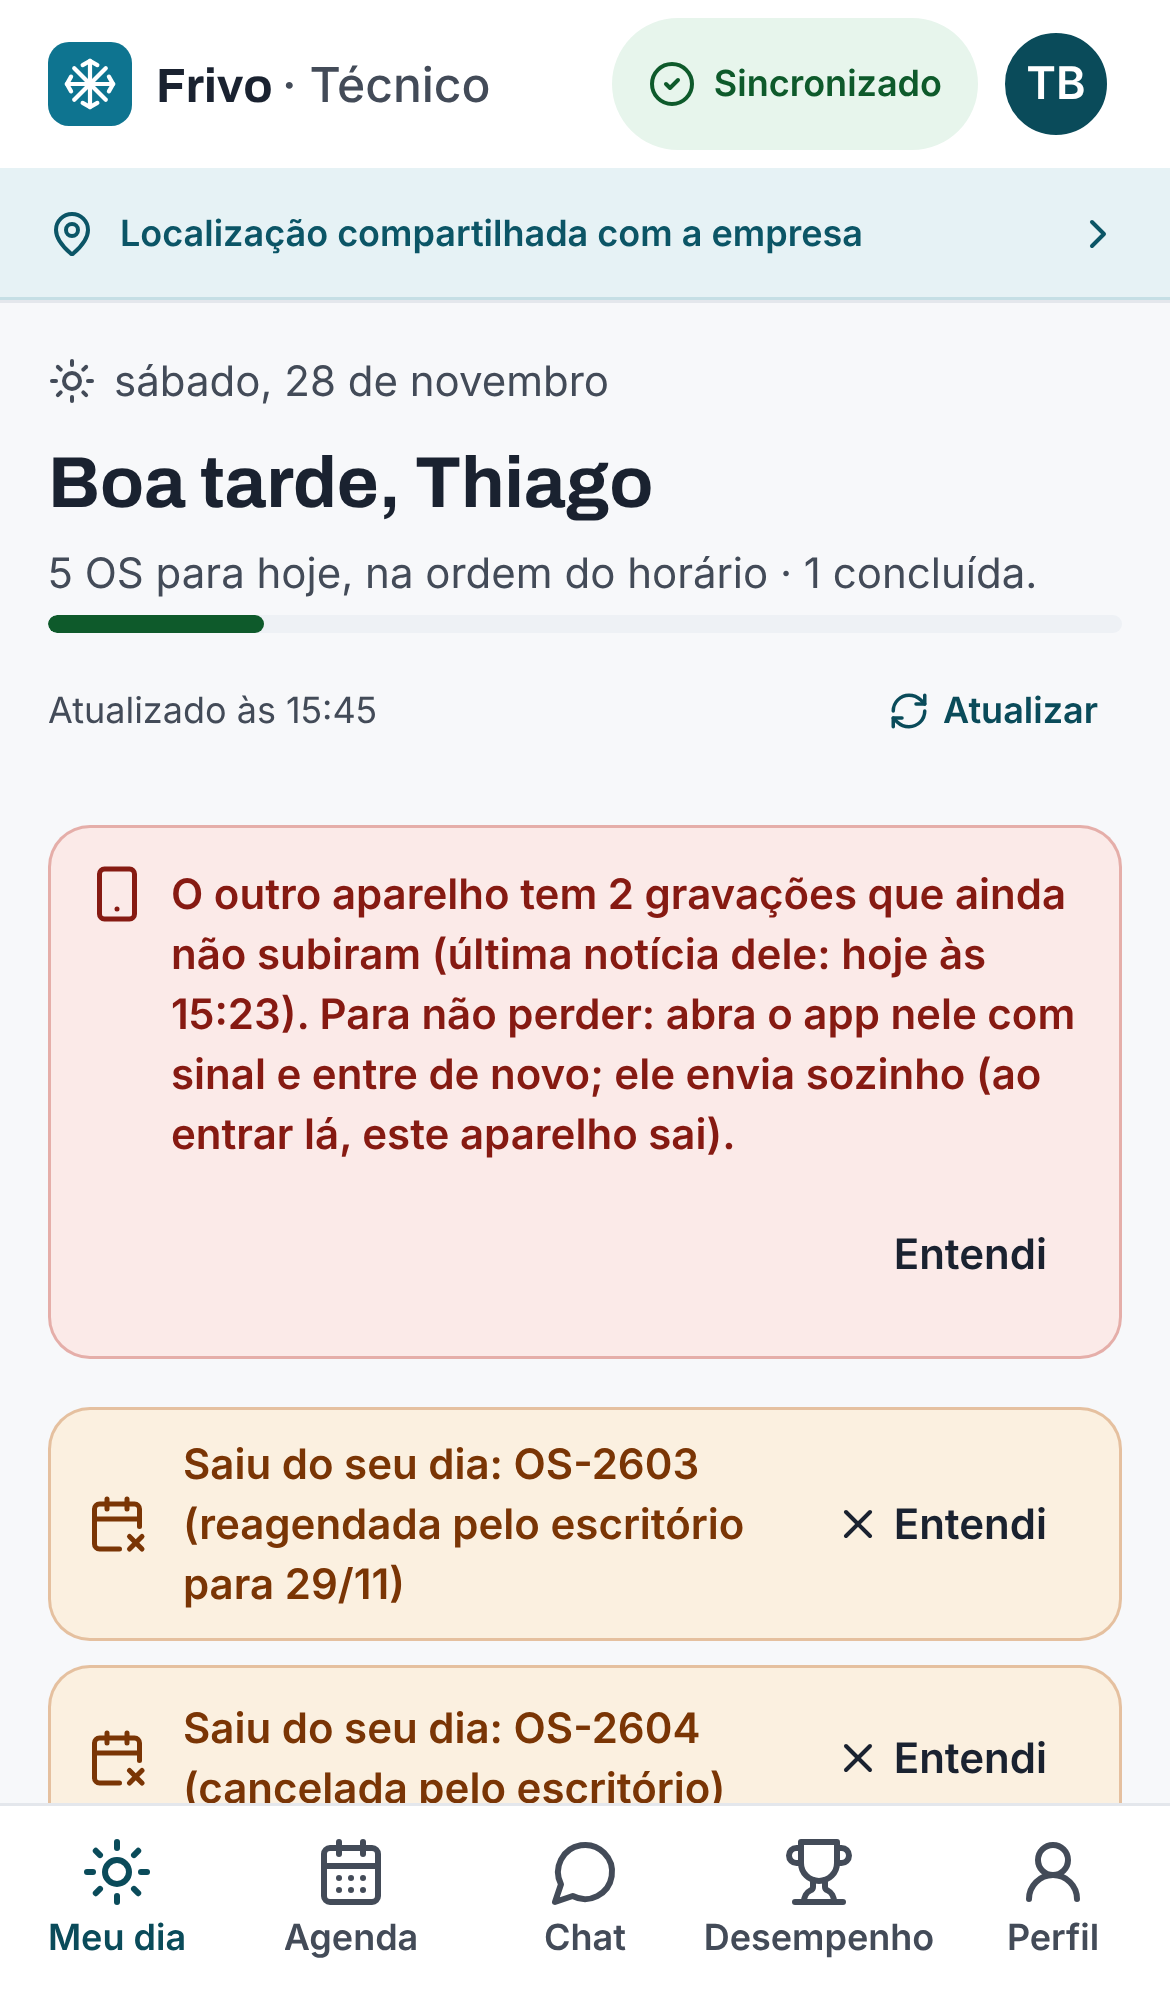 Frivo · Técnico
Sincronizado
TB
Localização compartilhada com a empresa
sábado, 28 de novembro
Boa tarde, Thiago
5 OS para hoje, na ordem do horário · 1 concluída.
Atualizado às 15:45
Atualizar
O outro aparelho tem 2 gravações que ainda
não subiram (última notícia dele: hoje às
15:23). Para não perder: abra o app nele com
sinal e entre de novo; ele envia sozinho (ao
entrar lá, este aparelho sai).
Entendi
Saiu do seu dia: OS-2603
(reagendada pelo escritório
para 29/11)
Entendi
Saiu do seu dia: OS-2604
(cancelada pelo escritório)
Entendi
Meu dia
Agenda
Chat
Desempenho
Perfil